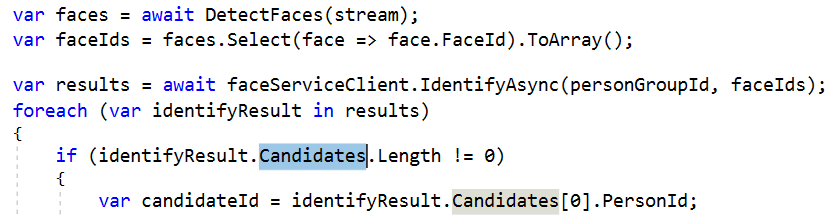 var faces = await DetectFaces(stream);
var faceIds = faces.Select(face => face.FaceId).ToArray();
var results = await faceServiceClient.IdentifyAsync(personGroupId, faceIds);
foreach (var identifyResult in results)
{
if (identifyResult.Candidates.Length != 0)
{
var candidateId = identifyResult.Candidates[0].PersonId;